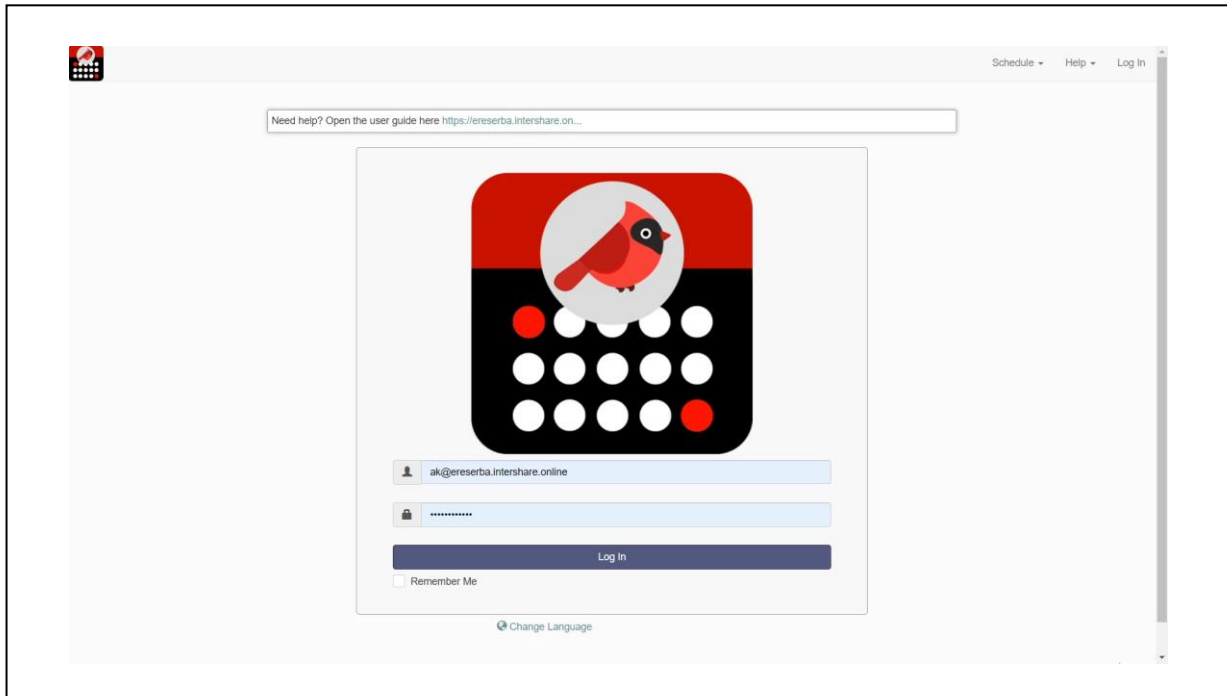 Schedule Help Log In
Need help? Open the user guide here https://ereserba.intershare.on...
ak@ereserba.intershare.online
••••••••••••
Log In
Remember Me
Change Language